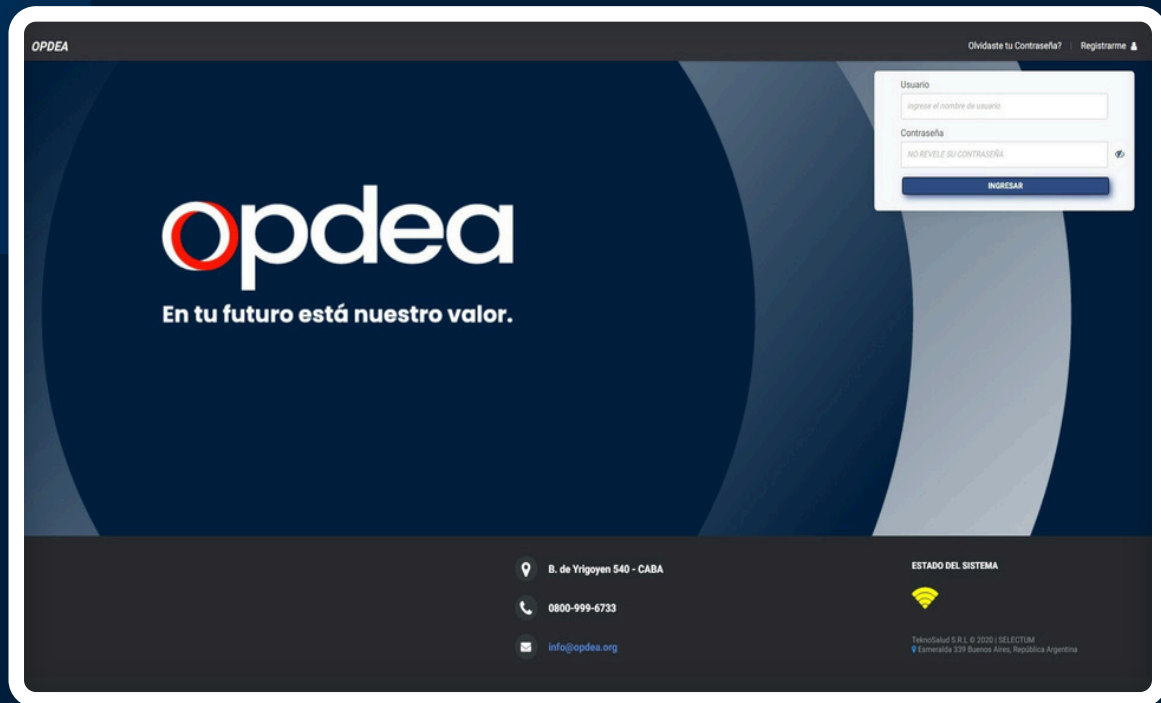 OPDEA
Olvidaste tu Contraseña? | Registrarme
Usuario
ingrese el nombre de usuario
Contraseña
NO REVELE SU CONTRASEÑA
INGRESAR
opdea
En tu futuro está nuestro valor.
B. de Yrigoyen 540 - CABA
0800-999-6733
info@opdea.org
ESTADO DEL SISTEMA
TeknoSalud S.R.L © 2020 | SELECTUM
Esmeralda 339 Buenos Aires, República Argentina